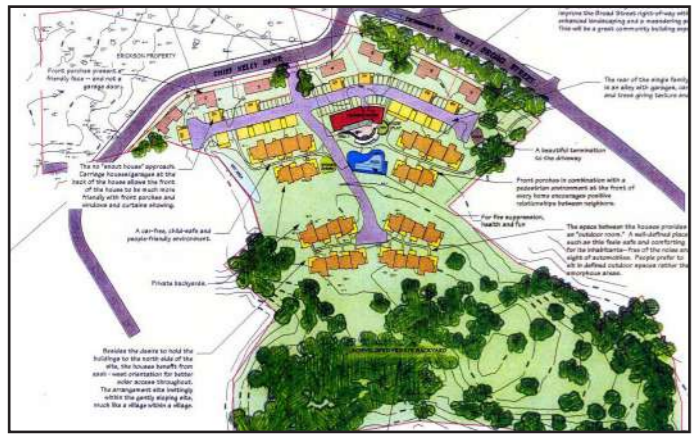 improve the Broad Street right-of-way with
enhanced landscaping and a meandering
This will be a great community building
WEST BROAD STREET
ERICKSON PROPERTY
CHIEF KELLY DRIVE
Front porches present a
friendly face — and not a
garage door.
The rear of the single family
in an alley with garages,
and trees giving texture
The no "snout house" approach.
Carriage houses/garages at the
back of the house allows the front
of the house to be much more
friendly with front porches and
windows and curtains showing.
A beautiful termination
to the driveway
Front porches in combination with a
pedestrian environment at the front of
every home encourages positive
relationships between neighbors.
For fire suppression,
health and fun
A car-free, child-safe and
people-friendly environment.
The space between the houses provides
an "outdoor room." A well-defined place
such as this feels safe and comforting
for its inhabitants—free of the noise and
sight of automobiles. People prefer to
sit in defined outdoor spaces rather than
amorphous areas.
Private backyards.
Besides the desire to hold the
buildings to the north side of the
site, the houses benefit from
east - west orientation for better
solar access throughout.
The arrangement sits invitingly
within the gently sloping site,
much like a village within a village.